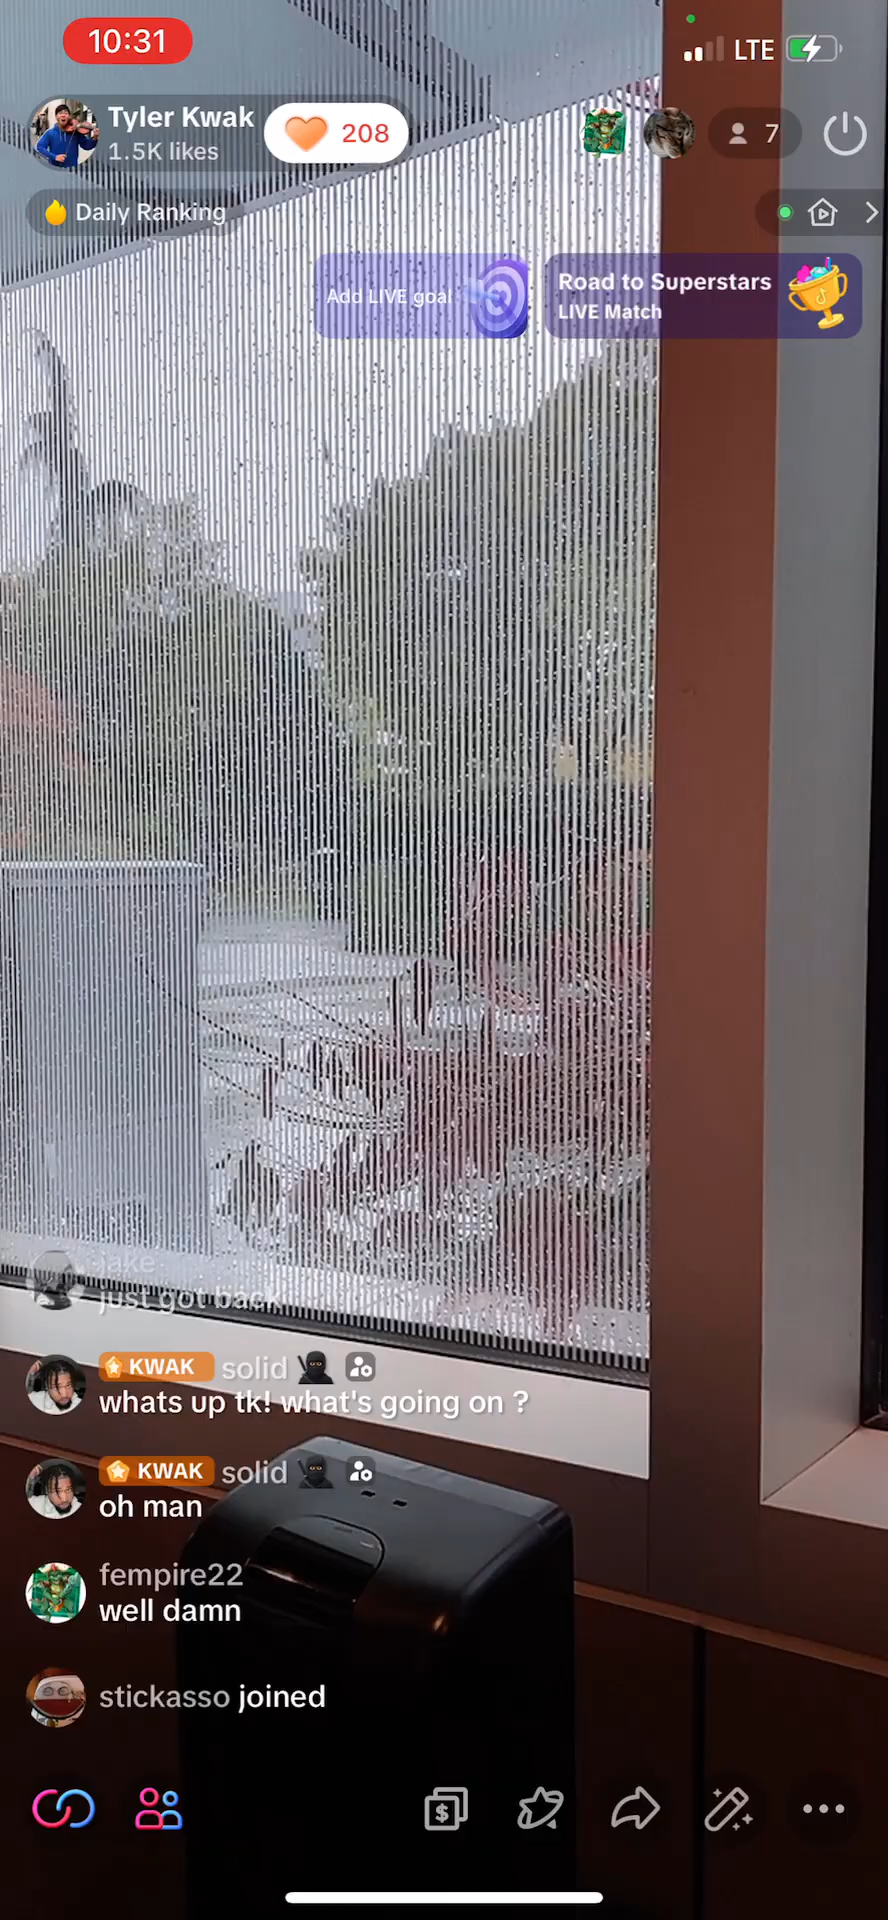 10:31
LTE
Tyler Kwak
1.5K likes
208
7
Daily Ranking
Add LIVE goal
Road to Superstars
LIVE Match
jake
just got back
KWAK solid
whats up tk! what's going on ?
KWAK solid
oh man
fempire22
well damn
stickasso joined